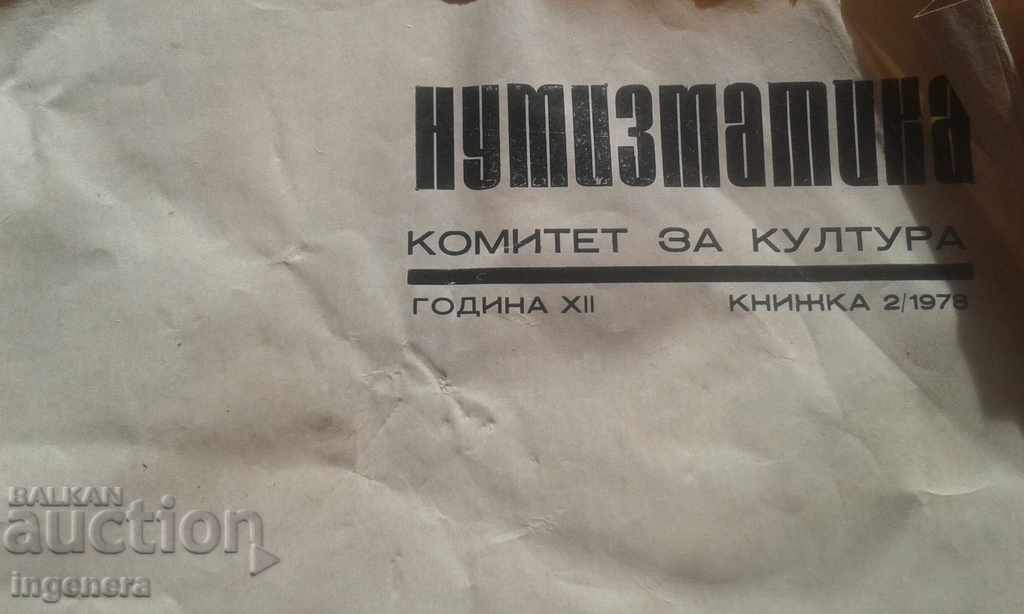 НУМИЗМАТИКА
КОМИТЕТ ЗА КУЛТУРА
ГОДИНА XII КНИЖКА 2/1978
BALKAN
auction
ingenera